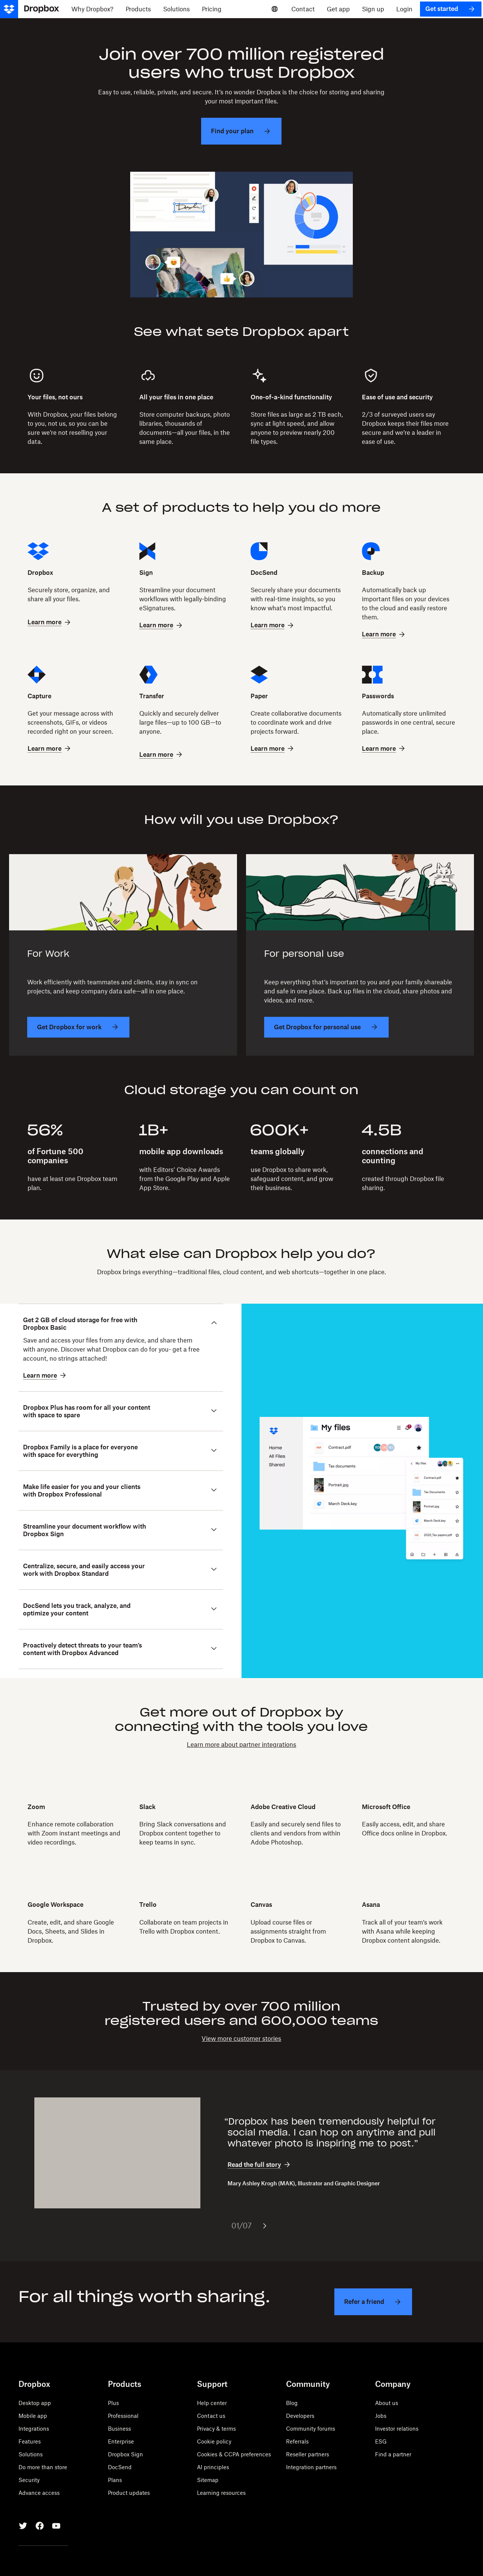 Dropbox
Why Dropbox?
Products
Solutions
Pricing
Contact
Get app
Sign up
Login
Get started
Join over 700 million registered
users who trust Dropbox
Easy to use, reliable, private, and secure. It's no wonder Dropbox is the choice for storing and sharing
your most important files.
Find your plan
See what sets Dropbox apart
Your files, not ours
With Dropbox, your files belong
to you, not us, so you can be
sure we're not reselling your
data.
All your files in one place
Store computer backups, photo
libraries, thousands of
documents—all your files, in the
same place.
One-of-a-kind functionality
Store files as large as 2 TB each,
sync at light speed, and allow
anyone to preview nearly 200
file types.
Ease of use and security
2/3 of surveyed users say
Dropbox keeps their files more
secure and we're a leader in
ease of use.
A set of products to help you do more
Dropbox
Securely store, organize, and
share all your files.
Learn more
Sign
Streamline your document
workflows with legally-binding
eSignatures.
Learn more
DocSend
Securely share your documents
with real-time insights, so you
know what's most impactful.
Learn more
Backup
Automatically back up
important files on your devices
to the cloud and easily restore
them.
Learn more
Capture
Get your message across with
screenshots, GIFs, or videos
recorded right on your screen.
Learn more
Transfer
Quickly and securely deliver
large files—up to 100 GB—to
anyone.
Learn more
Paper
Create collaborative documents
to coordinate work and drive
projects forward.
Learn more
Passwords
Automatically store unlimited
passwords in one central, secure
place.
Learn more
How will you use Dropbox?
For Work
Work efficiently with teammates and clients, stay in sync on
projects, and keep company data safe—all in one place.
Get Dropbox for work
For personal use
Keep everything that's important to you and your family shareable
and safe in one place. Back up files in the cloud, share photos and
videos, and more.
Get Dropbox for personal use
Cloud storage you can count on
56%
of Fortune 500
companies
have at least one Dropbox team
plan.
1B+
mobile app downloads
with Editors' Choice Awards
from the Google Play and Apple
App Store.
600K+
teams globally
use Dropbox to share work,
safeguard content, and grow
their business.
4.5B
connections and
counting
created through Dropbox file
sharing.
What else can Dropbox help you do?
Dropbox brings everything—traditional files, cloud content, and web shortcuts—together in one place.
Get 2 GB of cloud storage for free with
Dropbox Basic
Save and access your files from any device, and share them
with anyone. Discover what Dropbox can do for you- get a free
account, no strings attached!
Learn more
Dropbox Plus has room for all your content
with space to spare
Dropbox Family is a place for everyone
with space for everything
Make life easier for you and your clients
with Dropbox Professional
Streamline your document workflow with
Dropbox Sign
Centralize, secure, and easily access your
work with Dropbox Standard
DocSend lets you track, analyze, and
optimize your content
Proactively detect threats to your team's
content with Dropbox Advanced
Home
All Files
Shared
My files
Contract.pdf
Tax documents
Portrait.jpg
March Deck.key
My files
Contract.pdf
Tax Documents
Portrait.jpg
March Deck.key
Get more out of Dropbox by
connecting with the tools you love
Learn more about partner integrations
Zoom
Enhance remote collaboration
with Zoom instant meetings and
video recordings.
Slack
Bring Slack conversations and
Dropbox content together to
keep teams in sync.
Adobe Creative Cloud
Easily and securely send files to
clients and vendors from within
Adobe Photoshop.
Microsoft Office
Easily access, edit, and share
Office docs online in Dropbox.
Google Workspace
Create, edit, and share Google
Docs, Sheets, and Slides in
Dropbox.
Trello
Collaborate on team projects in
Trello with Dropbox content.
Canvas
Upload course files or
assignments straight from
Dropbox to Canvas.
Asana
Track all of your team's work
with Asana while keeping
Dropbox content alongside.
Trusted by over 700 million
registered users and 600,000 teams
View more customer stories
“Dropbox has been tremendously helpful for
social media. I can hop on anytime and pull
whatever photo is inspiring me to post.”
Read the full story
Mary Ashley Krogh (MAK), Illustrator and Graphic Designer
01/07
For all things worth sharing.
Refer a friend
Dropbox
Desktop app
Mobile app
Integrations
Features
Solutions
Do more than store
Security
Advance access
Products
Plus
Professional
Business
Enterprise
Dropbox Sign
DocSend
Plans
Product updates
Support
Help center
Contact us
Privacy & terms
Cookie policy
Cookies & CCPA preferences
AI principles
Sitemap
Learning resources
Community
Blog
Developers
Community forums
Referrals
Reseller partners
Integration partners
Company
About us
Jobs
Investor relations
ESG
Find a partner